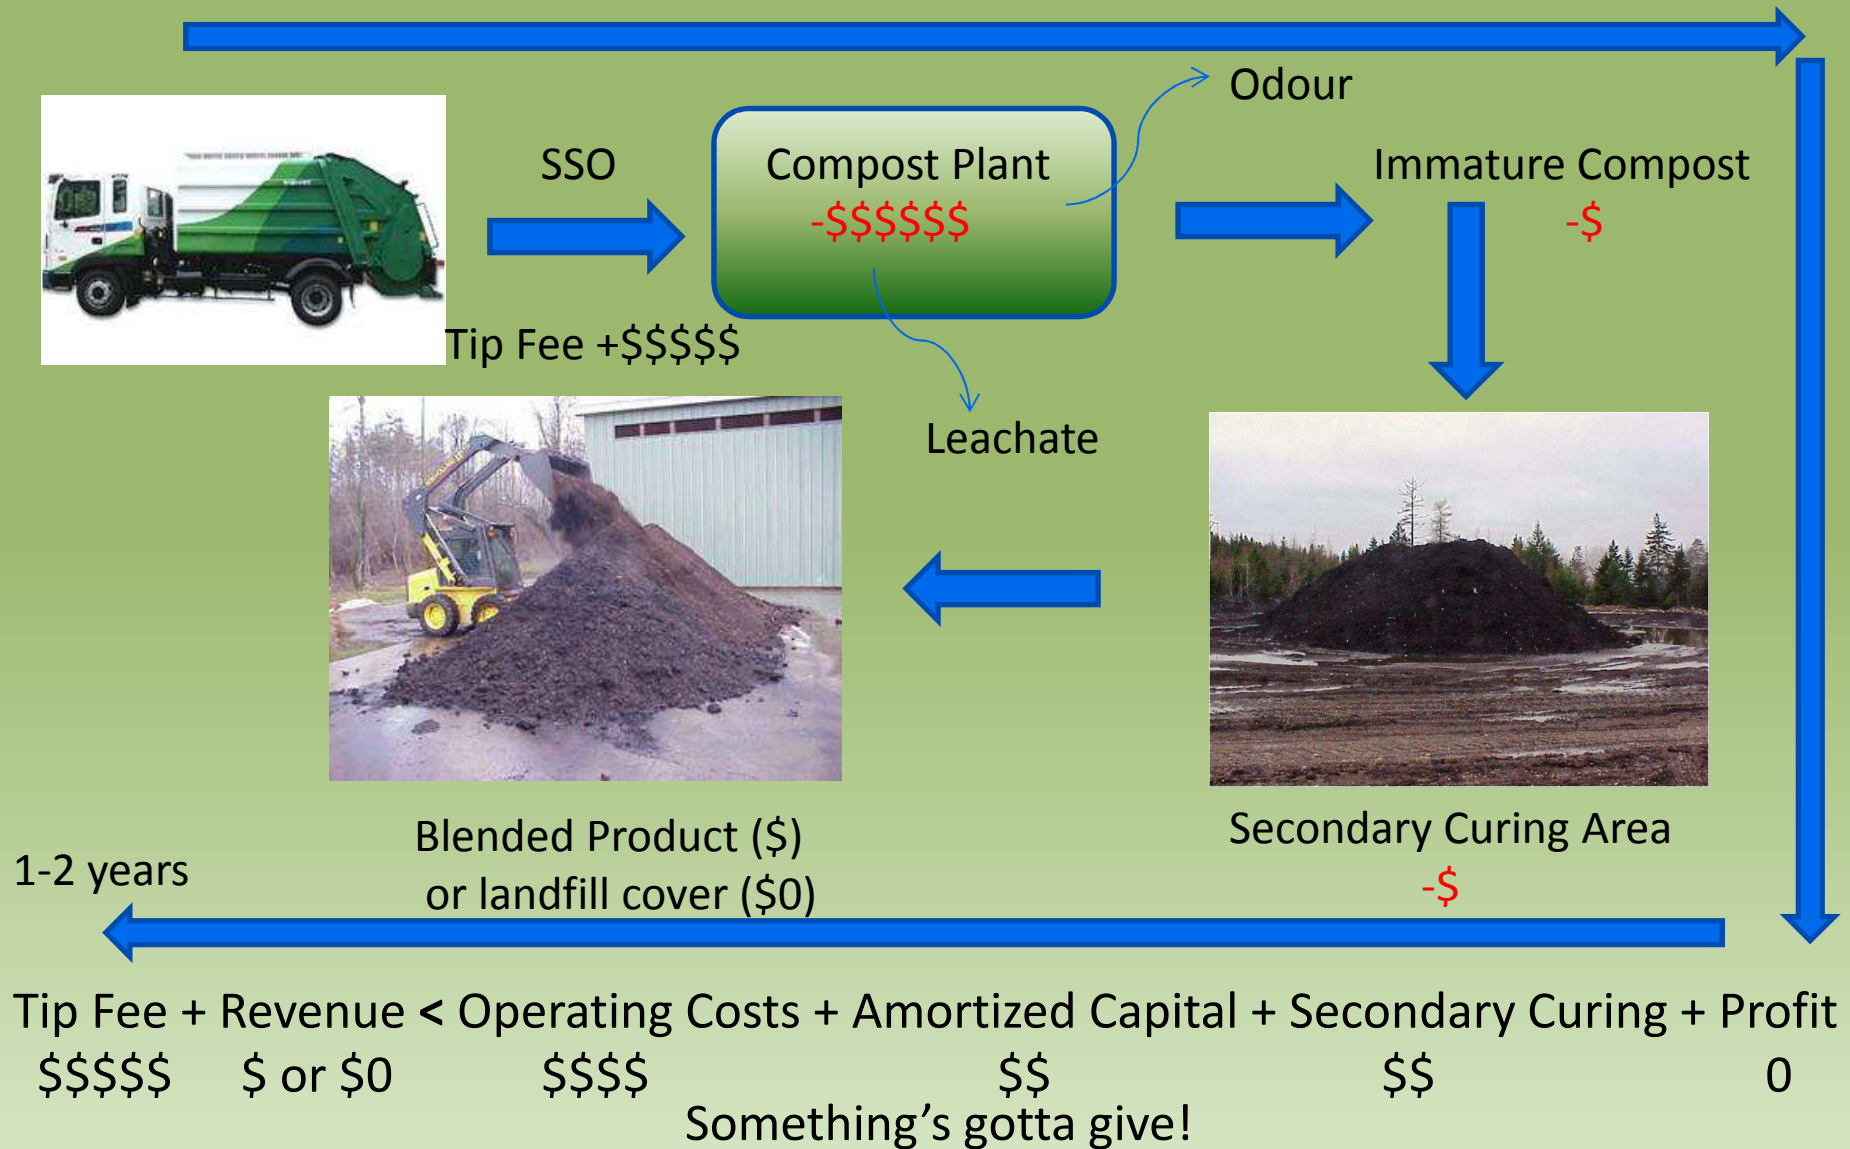 Odour
SSO
Compost Plant
-$$$$$$
Immature Compost
-$
Tip Fee +$$$$$
Leachate
Blended Product ($)
or landfill cover ($0)
Secondary Curing Area
-$
1-2 years
Tip Fee + Revenue < Operating Costs + Amortized Capital + Secondary Curing + Profit
$$$$$ $ or $0 $$$$ $$ $$ 0
Something’s gotta give!